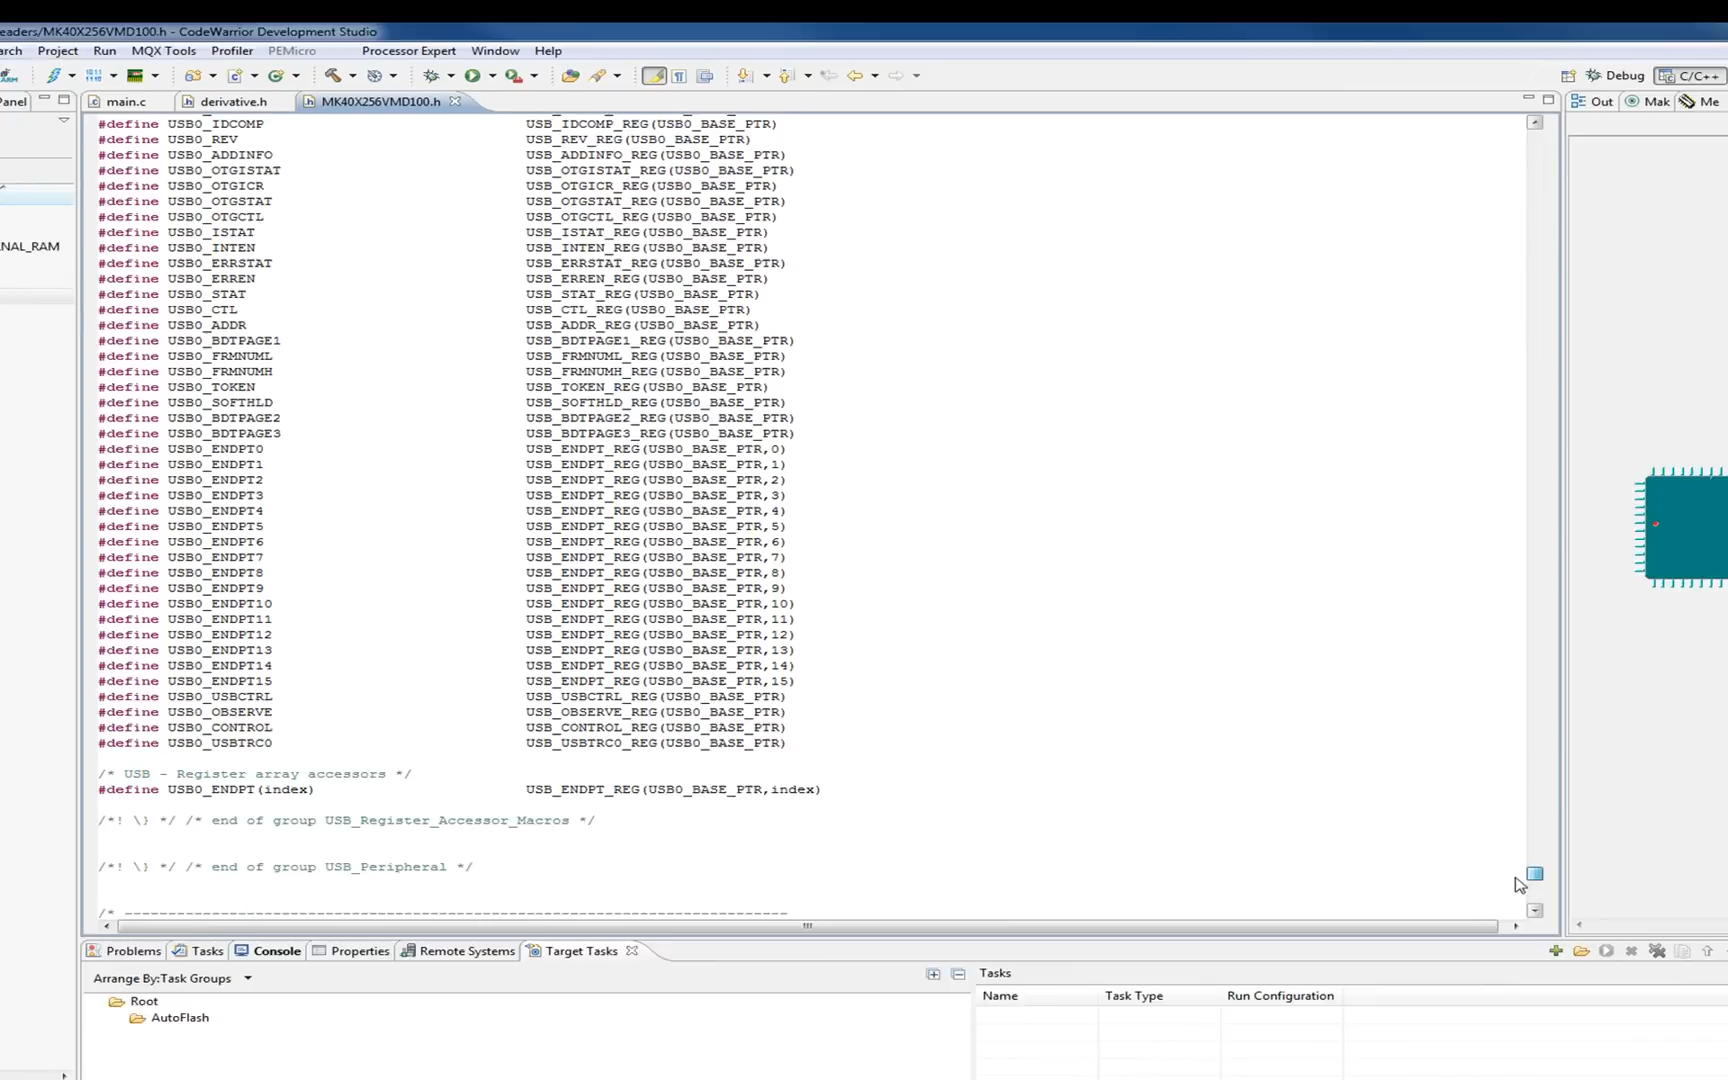 eaders/MK40X256VMD100.h - CodeWarrior Development Studio
arch Project Run MQX Tools Profiler PEMicro Processor Expert Window Help
Debug C/C++
Panel main.c derivative.h MK40X256VMD100.h Out Mak Me
NAL_RAM
#define USB0_IDCOMP USB_IDCOMP_REG(USB0_BASE_PTR)
#define USB0_REV USB_REV_REG(USB0_BASE_PTR)
#define USB0_ADDINFO USB_ADDINFO_REG(USB0_BASE_PTR)
#define USB0_OTGISTAT USB_OTGISTAT_REG(USB0_BASE_PTR)
#define USB0_OTGICR USB_OTGICR_REG(USB0_BASE_PTR)
#define USB0_OTGSTAT USB_OTGSTAT_REG(USB0_BASE_PTR)
#define USB0_OTGCTL USB_OTGCTL_REG(USB0_BASE_PTR)
#define USB0_ISTAT USB_ISTAT_REG(USB0_BASE_PTR)
#define USB0_INTEN USB_INTEN_REG(USB0_BASE_PTR)
#define USB0_ERRSTAT USB_ERRSTAT_REG(USB0_BASE_PTR)
#define USB0_ERREN USB_ERREN_REG(USB0_BASE_PTR)
#define USB0_STAT USB_STAT_REG(USB0_BASE_PTR)
#define USB0_CTL USB_CTL_REG(USB0_BASE_PTR)
#define USB0_ADDR USB_ADDR_REG(USB0_BASE_PTR)
#define USB0_BDTPAGE1 USB_BDTPAGE1_REG(USB0_BASE_PTR)
#define USB0_FRMNUML USB_FRMNUML_REG(USB0_BASE_PTR)
#define USB0_FRMNUMH USB_FRMNUMH_REG(USB0_BASE_PTR)
#define USB0_TOKEN USB_TOKEN_REG(USB0_BASE_PTR)
#define USB0_SOFTHLD USB_SOFTHLD_REG(USB0_BASE_PTR)
#define USB0_BDTPAGE2 USB_BDTPAGE2_REG(USB0_BASE_PTR)
#define USB0_BDTPAGE3 USB_BDTPAGE3_REG(USB0_BASE_PTR)
#define USB0_ENDPT0 USB_ENDPT_REG(USB0_BASE_PTR,0)
#define USB0_ENDPT1 USB_ENDPT_REG(USB0_BASE_PTR,1)
#define USB0_ENDPT2 USB_ENDPT_REG(USB0_BASE_PTR,2)
#define USB0_ENDPT3 USB_ENDPT_REG(USB0_BASE_PTR,3)
#define USB0_ENDPT4 USB_ENDPT_REG(USB0_BASE_PTR,4)
#define USB0_ENDPT5 USB_ENDPT_REG(USB0_BASE_PTR,5)
#define USB0_ENDPT6 USB_ENDPT_REG(USB0_BASE_PTR,6)
#define USB0_ENDPT7 USB_ENDPT_REG(USB0_BASE_PTR,7)
#define USB0_ENDPT8 USB_ENDPT_REG(USB0_BASE_PTR,8)
#define USB0_ENDPT9 USB_ENDPT_REG(USB0_BASE_PTR,9)
#define USB0_ENDPT10 USB_ENDPT_REG(USB0_BASE_PTR,10)
#define USB0_ENDPT11 USB_ENDPT_REG(USB0_BASE_PTR,11)
#define USB0_ENDPT12 USB_ENDPT_REG(USB0_BASE_PTR,12)
#define USB0_ENDPT13 USB_ENDPT_REG(USB0_BASE_PTR,13)
#define USB0_ENDPT14 USB_ENDPT_REG(USB0_BASE_PTR,14)
#define USB0_ENDPT15 USB_ENDPT_REG(USB0_BASE_PTR,15)
#define USB0_USBCTRL USB_USBCTRL_REG(USB0_BASE_PTR)
#define USB0_OBSERVE USB_OBSERVE_REG(USB0_BASE_PTR)
#define USB0_CONTROL USB_CONTROL_REG(USB0_BASE_PTR)
#define USB0_USBTRC0 USB_USBTRC0_REG(USB0_BASE_PTR)
/* USB - Register array accessors */
#define USB0_ENDPT(index) USB_ENDPT_REG(USB0_BASE_PTR,index)
/*! \} */ /* end of group USB_Register_Accessor_Macros */
/*! \} */ /* end of group USB_Peripheral */
/* ----------------------------------------------------------------------------
Problems Tasks Console Properties Remote Systems Target Tasks
Arrange By:Task Groups
Tasks
Name Task Type Run Configuration
Root
AutoFlash